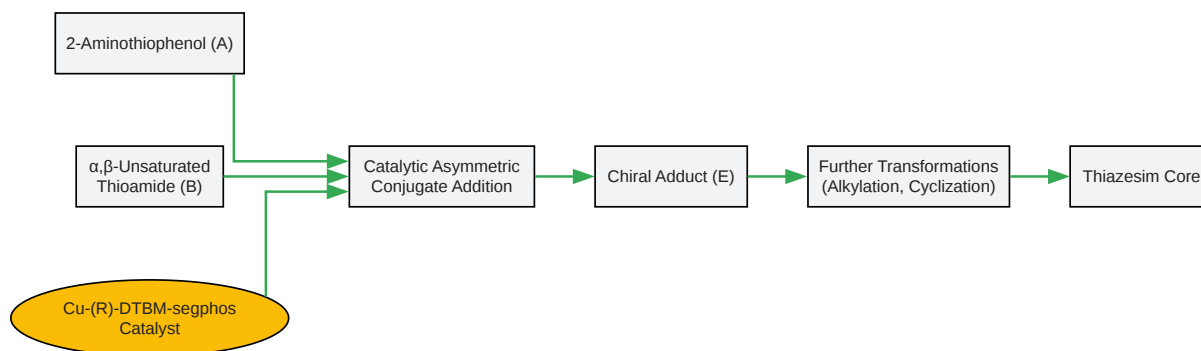 2-Aminothiophenol (A)
α,β-Unsaturated
Thioamide (B)
Cu-(R)-DTBM-segphos
Catalyst
Catalytic Asymmetric
Conjugate Addition
Chiral Adduct (E)
Further Transformations
(Alkylation, Cyclization)
Thiazesim Core